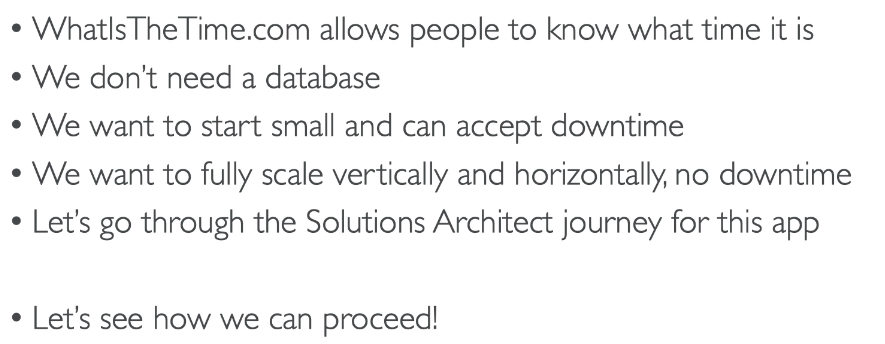 • WhatIsTheTime.com allows people to know what time it is
• We don't need a database
• We want to start small and can accept downtime
• We want to fully scale vertically and horizontally, no downtime
• Let's go through the Solutions Architect journey for this app
• Let's see how we can proceed!